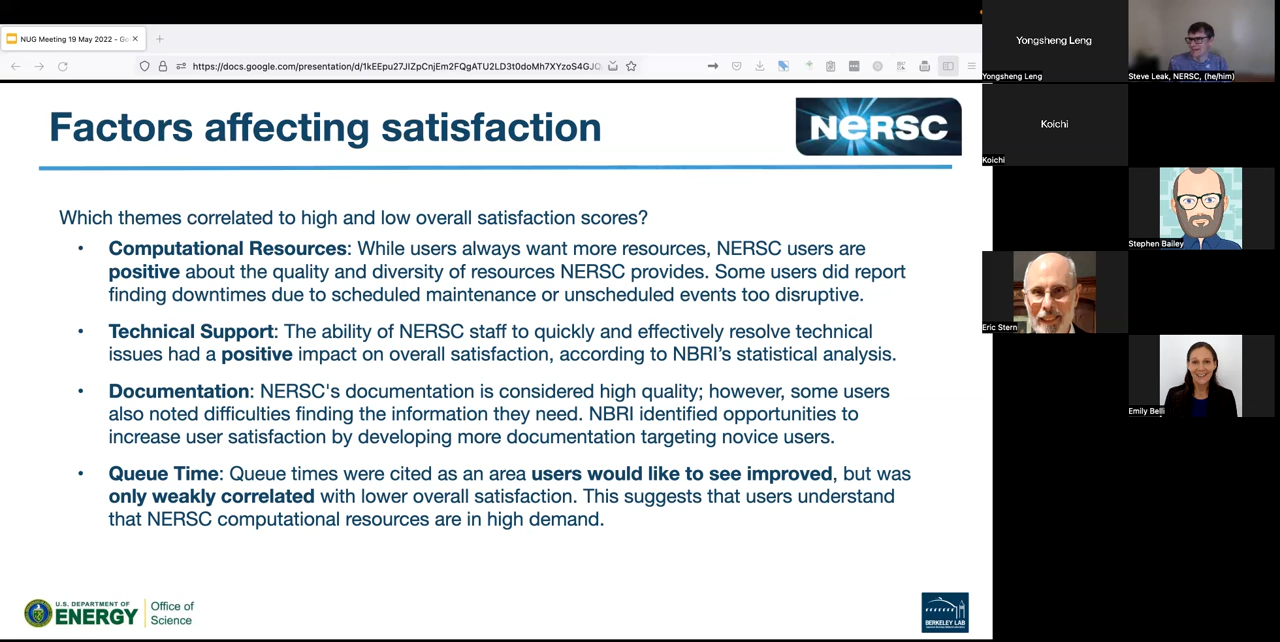 NUG Meeting 19 May 2022 - Go
https://docs.google.com/presentation/d/1kEEpu27JIZpCnjEm2FQgATU2LD3t0doMh7XYzoS4GJQ
Factors affecting satisfaction
NERSC
Which themes correlated to high and low overall satisfaction scores?
• Computational Resources: While users always want more resources, NERSC users are
positive about the quality and diversity of resources NERSC provides. Some users did report
finding downtimes due to scheduled maintenance or unscheduled events too disruptive.
• Technical Support: The ability of NERSC staff to quickly and effectively resolve technical
issues had a positive impact on overall satisfaction, according to NBRI’s statistical analysis.
• Documentation: NERSC's documentation is considered high quality; however, some users
also noted difficulties finding the information they need. NBRI identified opportunities to
increase user satisfaction by developing more documentation targeting novice users.
• Queue Time: Queue times were cited as an area users would like to see improved, but was
only weakly correlated with lower overall satisfaction. This suggests that users understand
that NERSC computational resources are in high demand.
U.S. DEPARTMENT OF
ENERGY
Office of
Science
BERKELEY LAB
Yongsheng Leng
Yongsheng Leng
Steve Leak, NERSC, (he/him)
Koichi
Koichi
Stephen Bailey
Eric Stern
Emily Belli